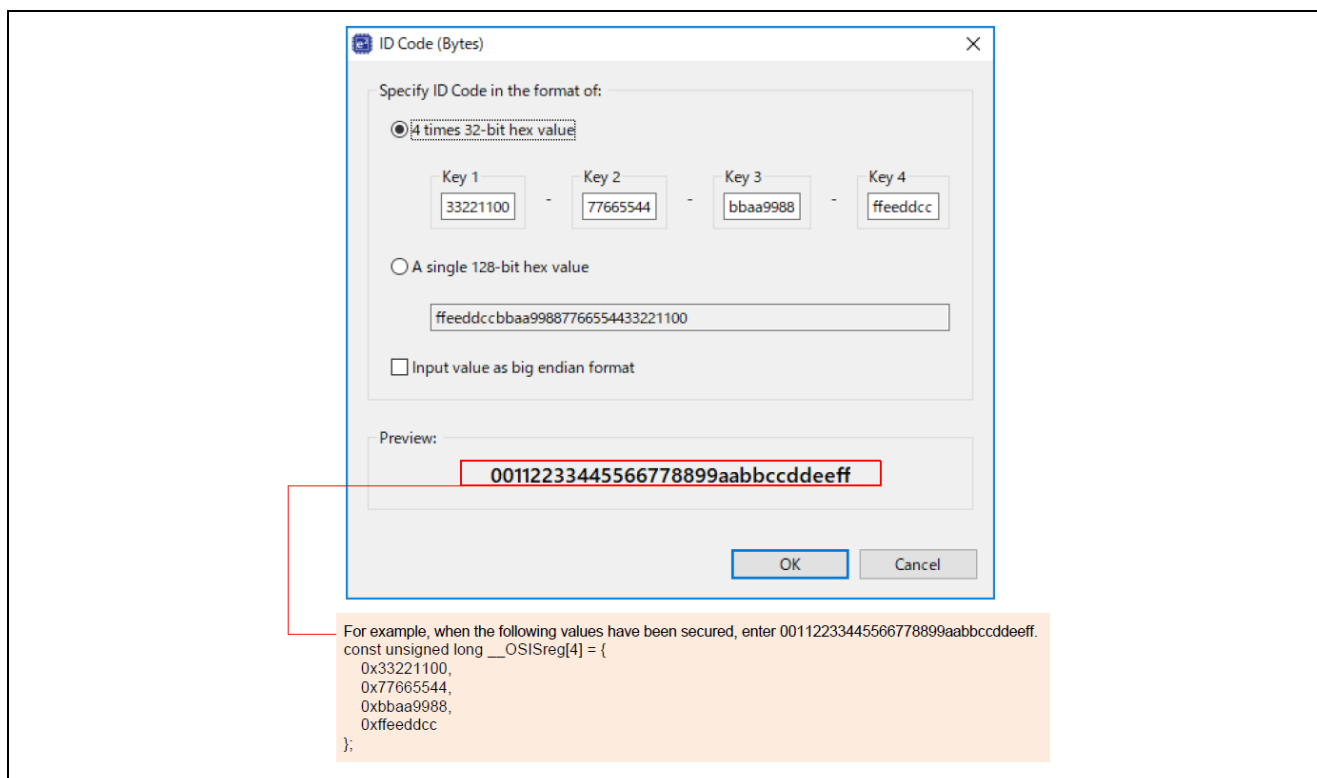 ID Code (Bytes)
Specify ID Code in the format of:
4 times 32-bit hex value
Key 1 Key 2 Key 3 Key 4
33221100 - 77665544 - bbaa9988 - ffeeddcc
A single 128-bit hex value
ffeeddccbbaa99887766554433221100
Input value as big endian format
Preview:
00112233445566778899aabbccddeeff
OK Cancel
For example, when the following values have been secured, enter 00112233445566778899aabbccddeeff.
const unsigned long __OSISreg[4] = {
0x33221100,
0x77665544,
0xbbaa9988,
0xffeeddcc
};